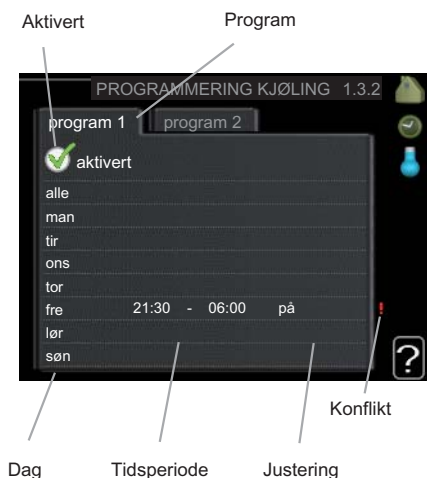 Aktivert Program
PROGRAMMERING KJØLING 1.3.2
program 1 program 2
aktivert
alle
man
tir
ons
tor
fre 21:30 - 06:00 på !
lør
søn
?
Konflikt
Dag Tidsperiode Justering